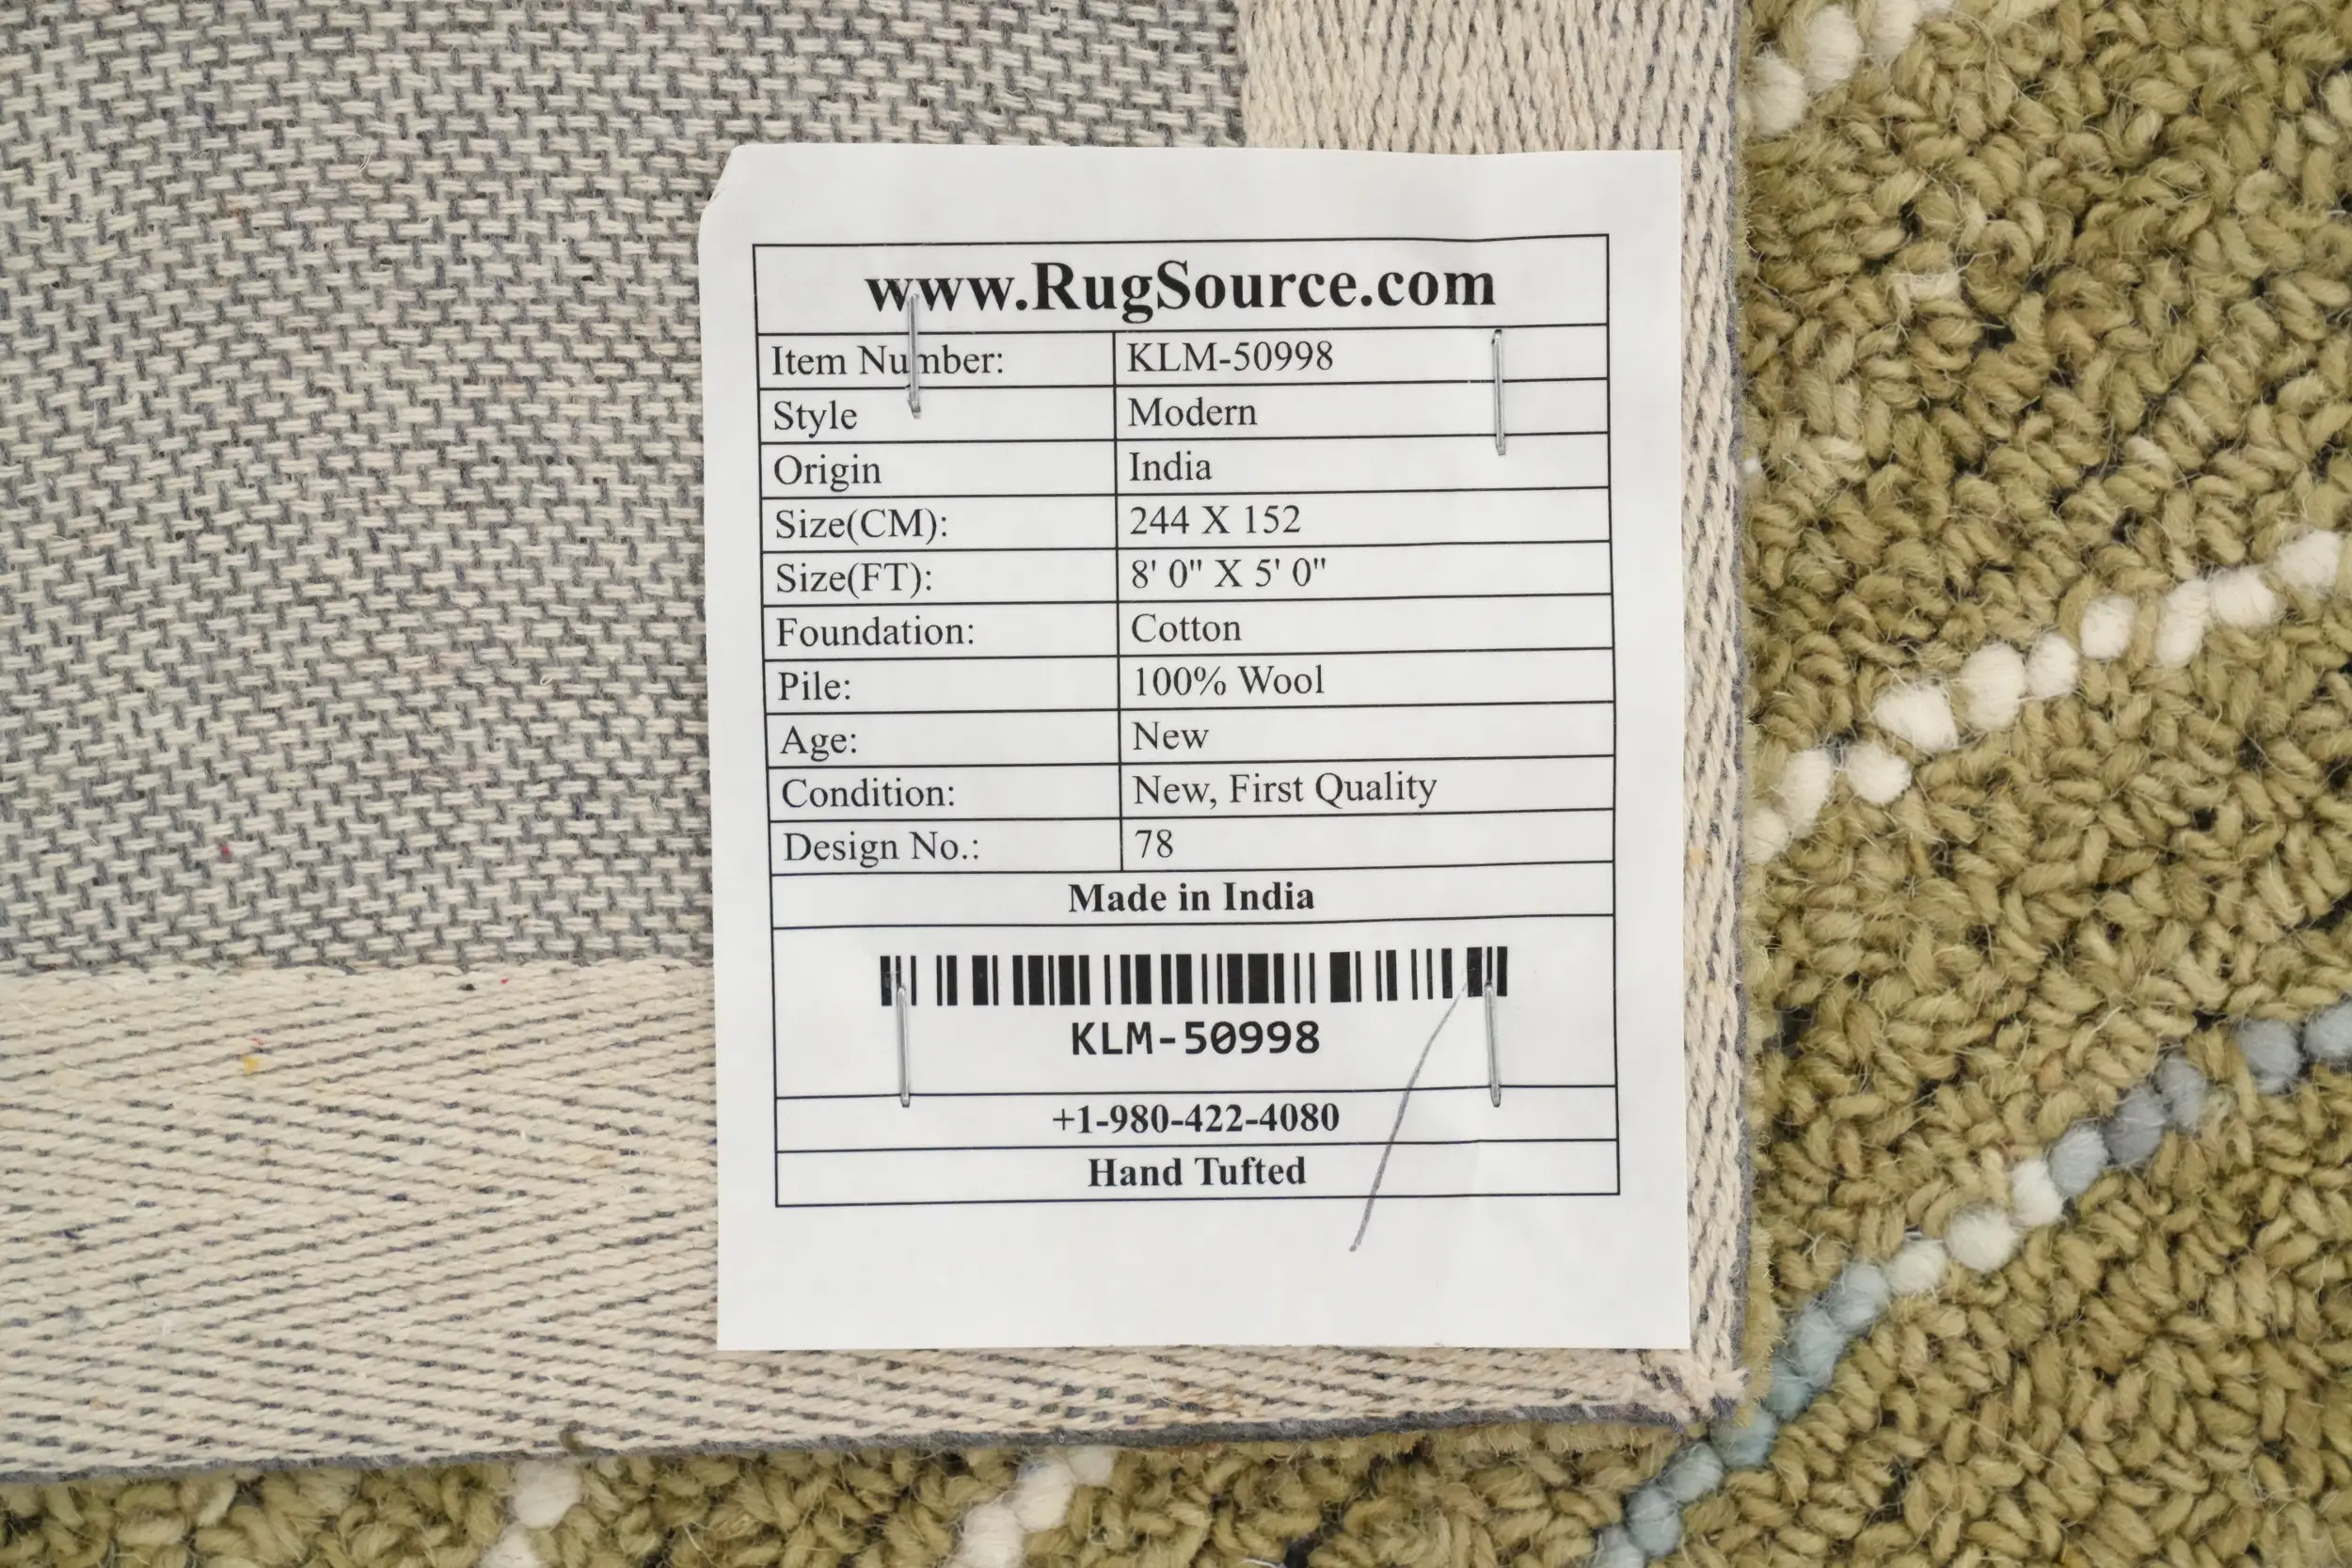 www.RugSource.com
Item Number: KLM-50998
Style Modern
Origin India
Size(CM): 244 X 152
Size(FT): 8' 0" X 5' 0"
Foundation: Cotton
Pile: 100% Wool
Age: New
Condition: New, First Quality
Design No.: 78
Made in India
KLM-50998
+1-980-422-4080
Hand Tufted